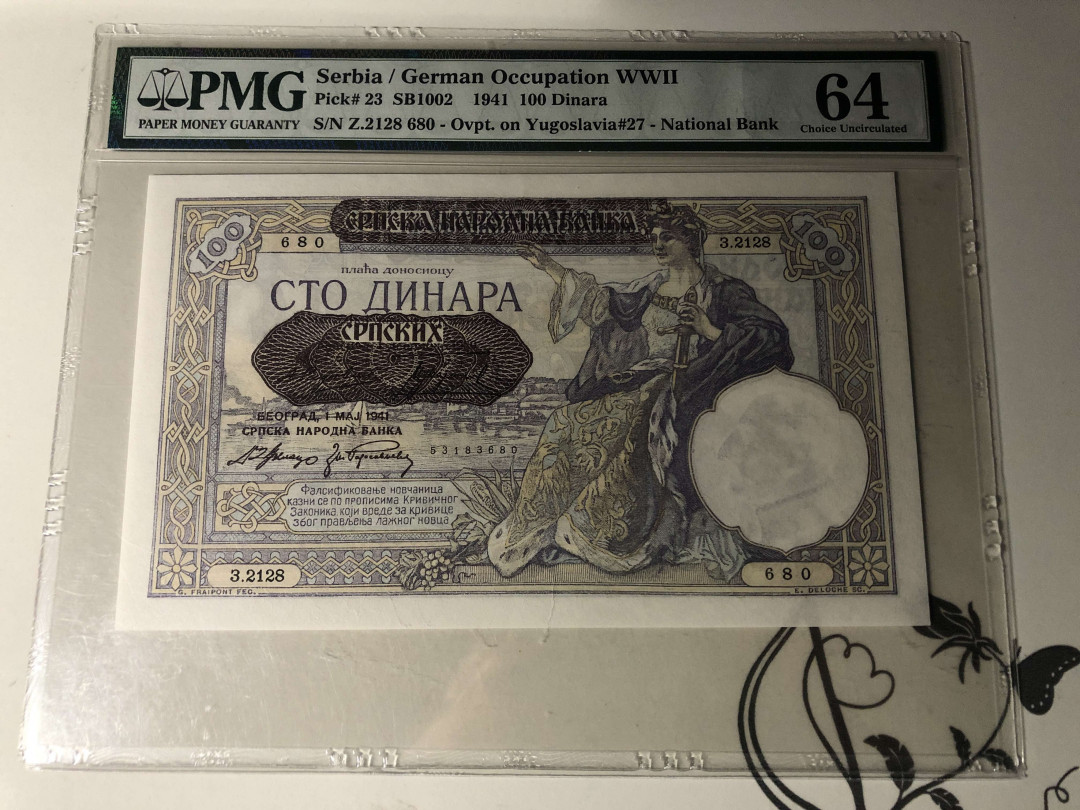 PMG
PAPER MONEY GUARANTY
Serbia / German Occupation WWII
Pick# 23 SB1002 1941 100 Dinara
S/N Z.2128 680 - Ovpt. on Yugoslavia#27 - National Bank
64
Choice Uncirculated
100
СРПСКА НАРОДНА БАНКА
100
680
3.2128
плаћа доносиоцу
СТО ДИНАРА
СРПСКИХ
БЕОГРАД, 1 МАЈ 1941
СРПСКА НАРОДНА БАНКА
53183680
Фалсификовање новчаница
казни се по прописима Кривичног
Законика, који вреде за кривице
због прављења лажног новца
3.2128
680
G. FRAIPONT FEC.
E. DELOCHE SC.